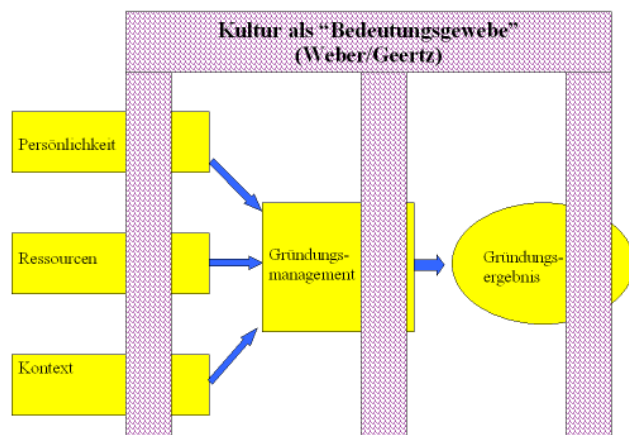 Kultur als “Bedeutungsgewebe”
(Weber/Geertz)
Persönlichkeit
Ressourcen
Kontext
Gründungs-
management
Gründungs-
ergebnis